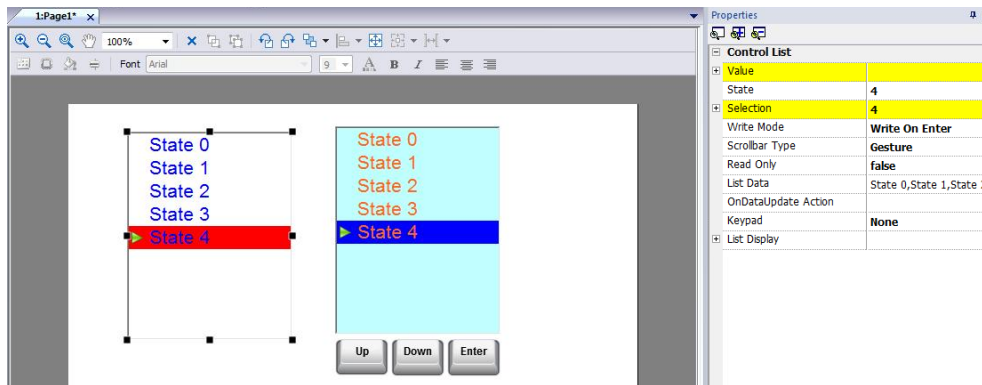 1:Page1* x
Properties
100%
Font Arial 9 A B I
Control List
Value
State 4
Selection 4
Write Mode Write On Enter
Scrollbar Type Gesture
Read Only false
List Data State 0,State 1,State
OnDataUpdate Action
Keypad None
List Display
State 0
State 1
State 2
State 3
State 4
State 0
State 1
State 2
State 3
State 4
Up Down Enter